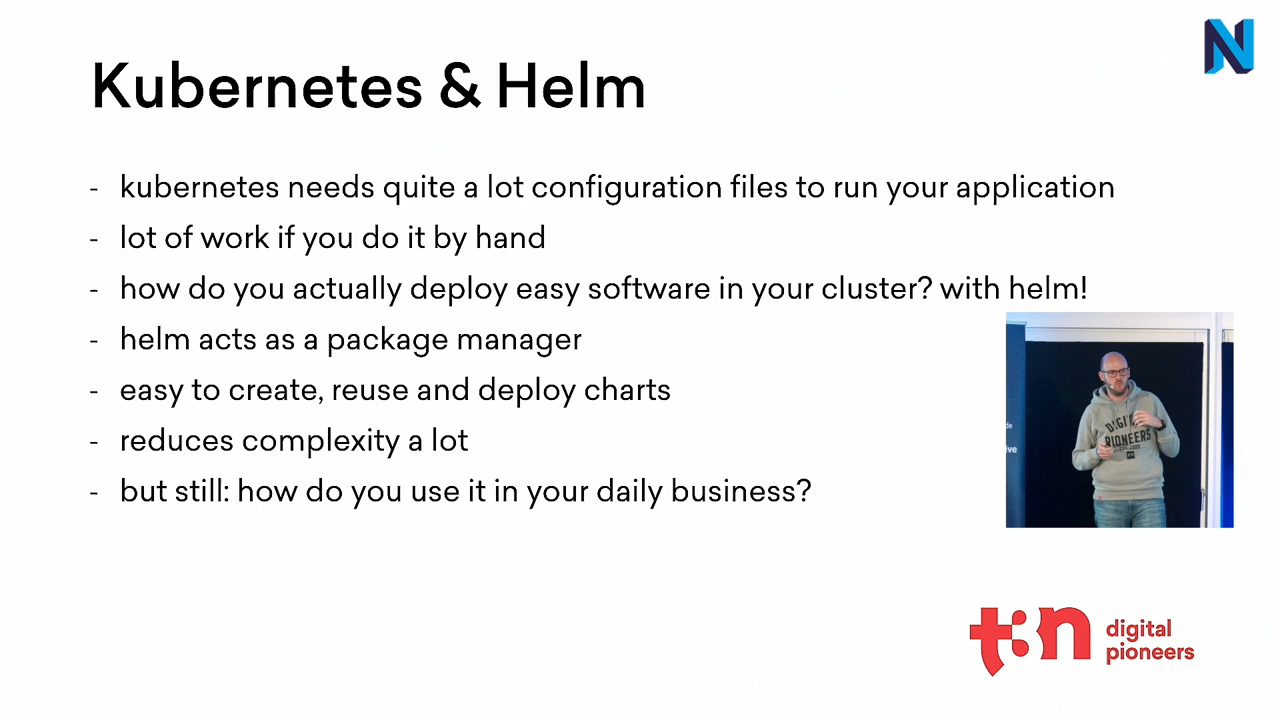 Kubernetes & Helm
- kubernetes needs quite a lot configuration files to run your application
- lot of work if you do it by hand
- how do you actually deploy easy software in your cluster? with helm!
- helm acts as a package manager
- easy to create, reuse and deploy charts
- reduces complexity a lot
- but still: how do you use it in your daily business?
DIGITAL
PIONEERS
t3n digital
pioneers